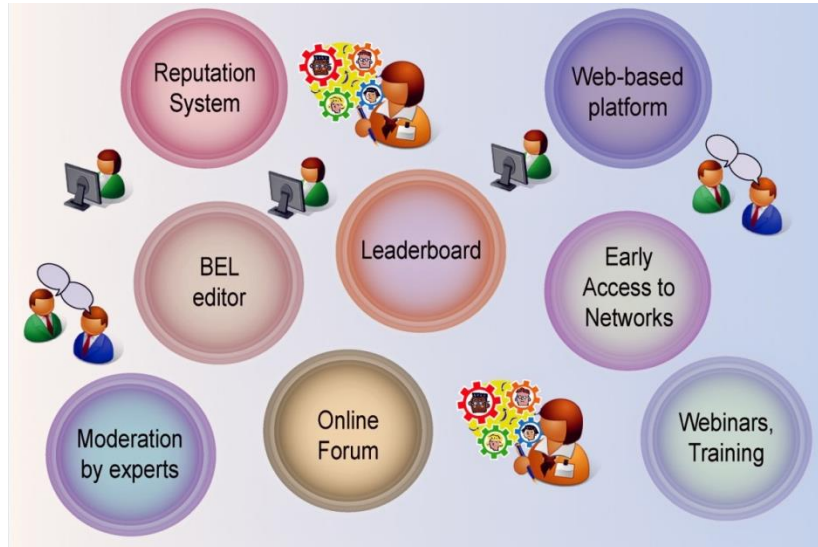 Reputation
System
Web-based
platform
BEL
editor
Leaderboard
Early
Access to
Networks
Moderation
by experts
Online
Forum
Webinars,
Training